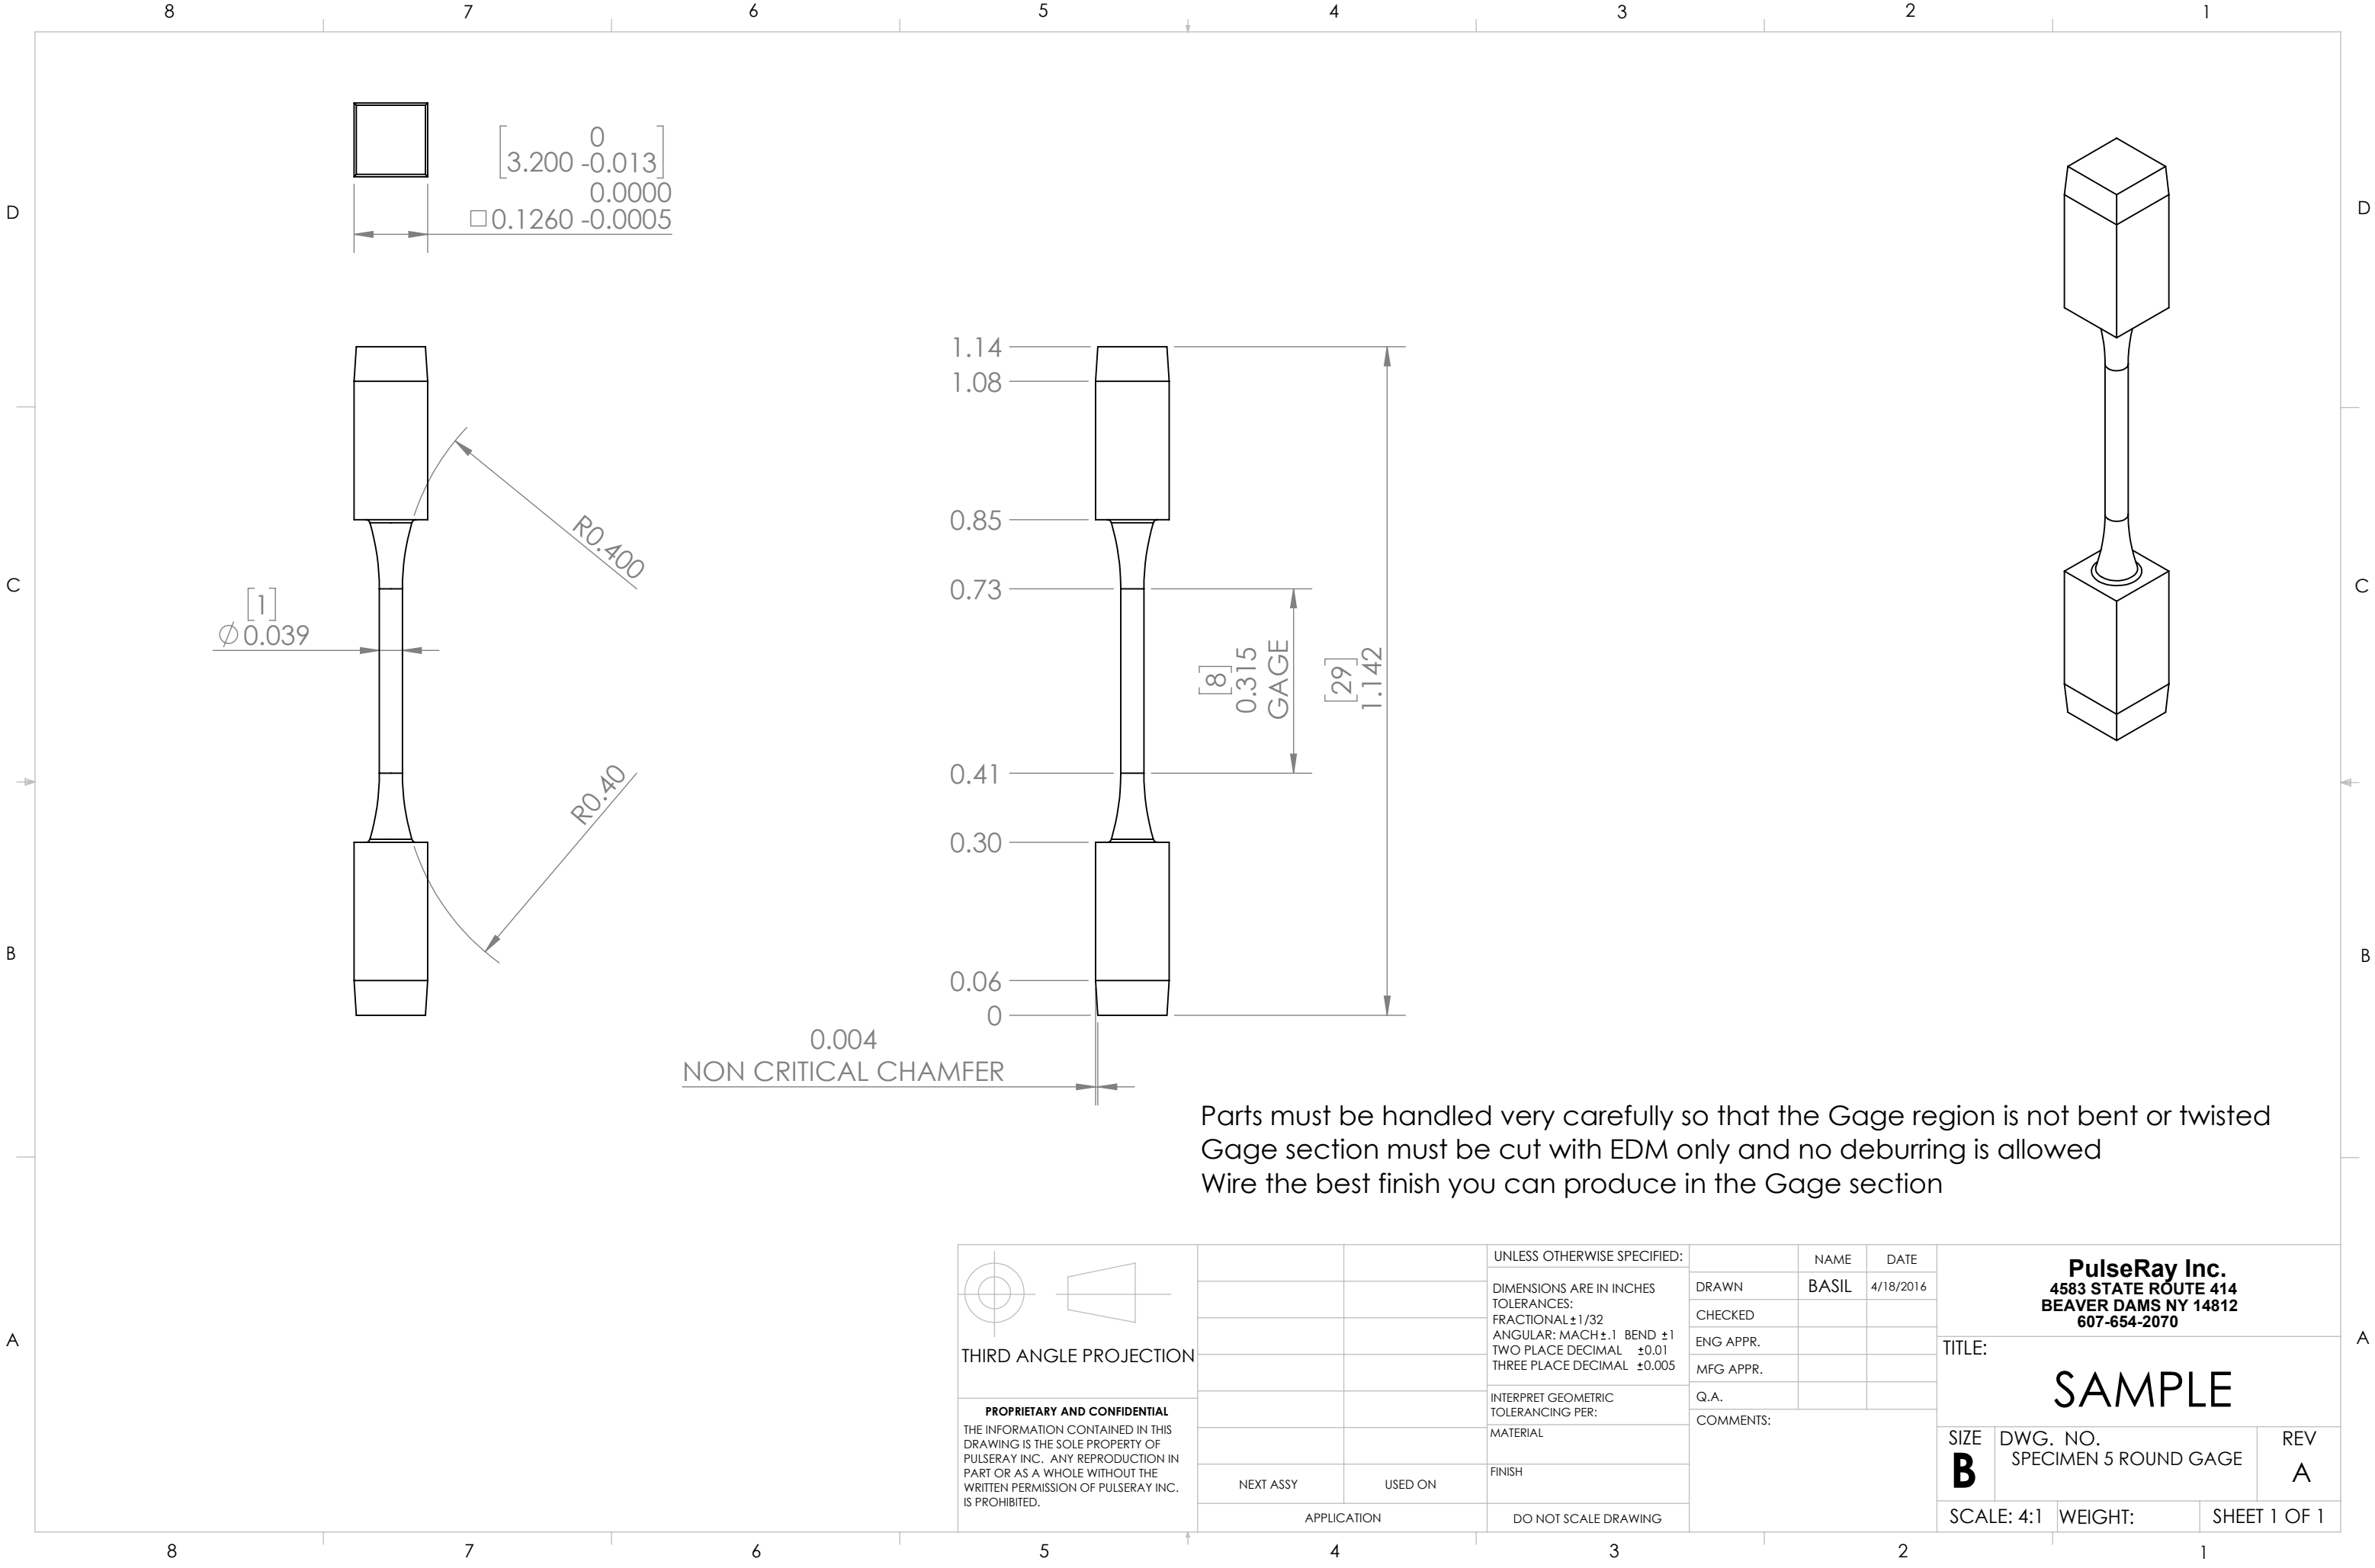 8 7 6 5 4 3 2 1
D D
0
[3.200 -0.013]
0.0000
□0.1260 -0.0005
1.14
1.08
R0.400
0.85
C C
0.73
[1]
∅0.039
[8]
0.315
GAGE
[29]
1.142
R0.40
0.41
0.30
B B
0.06
0
0.004
NON CRITICAL CHAMFER
Parts must be handled very carefully so that the Gage region is not bent or twisted
Gage section must be cut with EDM only and no deburring is allowed
Wire the best finish you can produce in the Gage section
A A
THIRD ANGLE PROJECTION
PROPRIETARY AND CONFIDENTIAL
THE INFORMATION CONTAINED IN THIS
DRAWING IS THE SOLE PROPERTY OF
PULSERAY INC. ANY REPRODUCTION IN
PART OR AS A WHOLE WITHOUT THE
WRITTEN PERMISSION OF PULSERAY INC.
IS PROHIBITED.
NEXT ASSY USED ON
APPLICATION
UNLESS OTHERWISE SPECIFIED:
DIMENSIONS ARE IN INCHES
TOLERANCES:
FRACTIONAL ±1/32
ANGULAR: MACH±.1 BEND ±1
TWO PLACE DECIMAL ±0.01
THREE PLACE DECIMAL ±0.005
INTERPRET GEOMETRIC
TOLERANCING PER:
MATERIAL
FINISH
DO NOT SCALE DRAWING
NAME DATE
DRAWN BASIL 4/18/2016
CHECKED
ENG APPR.
MFG APPR.
Q.A.
COMMENTS:
PulseRay Inc.
4583 STATE ROUTE 414
BEAVER DAMS NY 14812
607-654-2070
TITLE:
SAMPLE
SIZE DWG. NO. REV
B SPECIMEN 5 ROUND GAGE A
SCALE: 4:1 WEIGHT: SHEET 1 OF 1
8 7 6 5 4 3 2 1